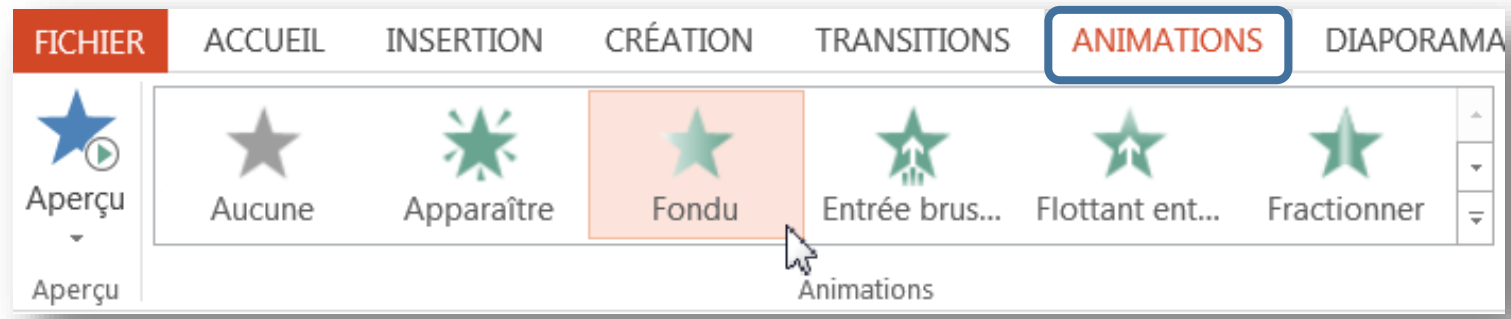 FICHIER ACCUEIL INSERTION CRÉATION TRANSITIONS ANIMATIONS DIAPORAMA
Aperçu Aucune Apparaître Fondu Entrée brus... Flottant ent... Fractionner
Aperçu Animations